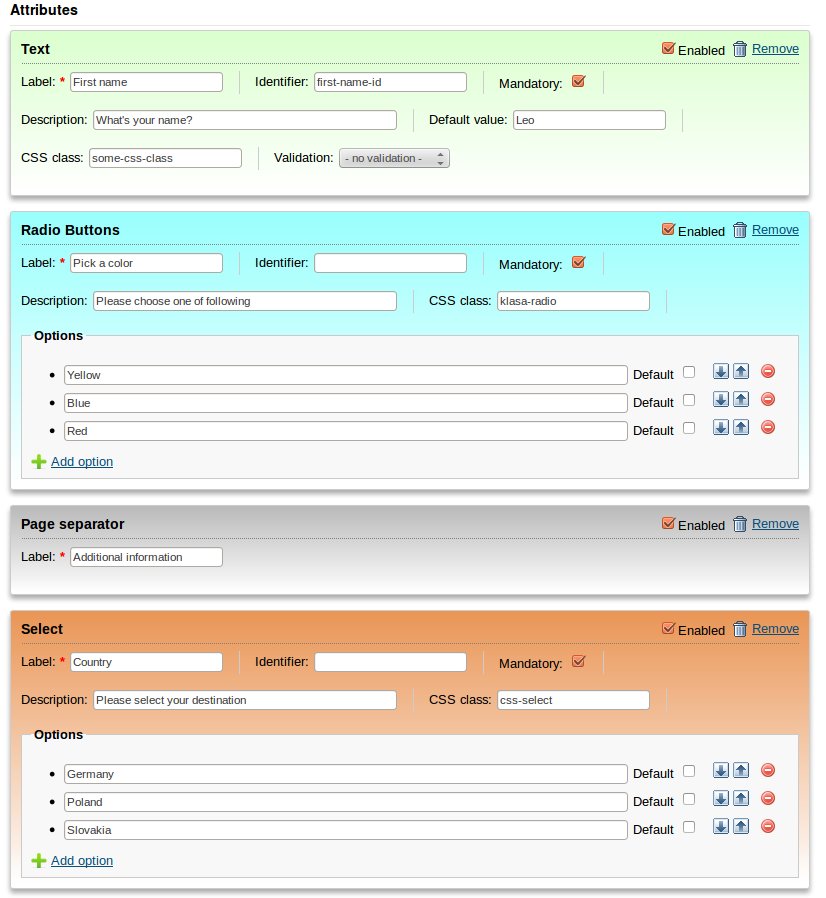 Attributes
Text Enabled Remove
Label: * First name Identifier: first-name-id Mandatory:
Description: What's your name? Default value: Leo
CSS class: some-css-class Validation: - no validation -
Radio Buttons Enabled Remove
Label: * Pick a color Identifier: Mandatory:
Description: Please choose one of following CSS class: klasa-radio
Options
• Yellow Default
• Blue Default
• Red Default
Add option
Page separator Enabled Remove
Label: * Additional information
Select Enabled Remove
Label: * Country Identifier: Mandatory:
Description: Please select your destination CSS class: css-select
Options
• Germany Default
• Poland Default
• Slovakia Default
Add option